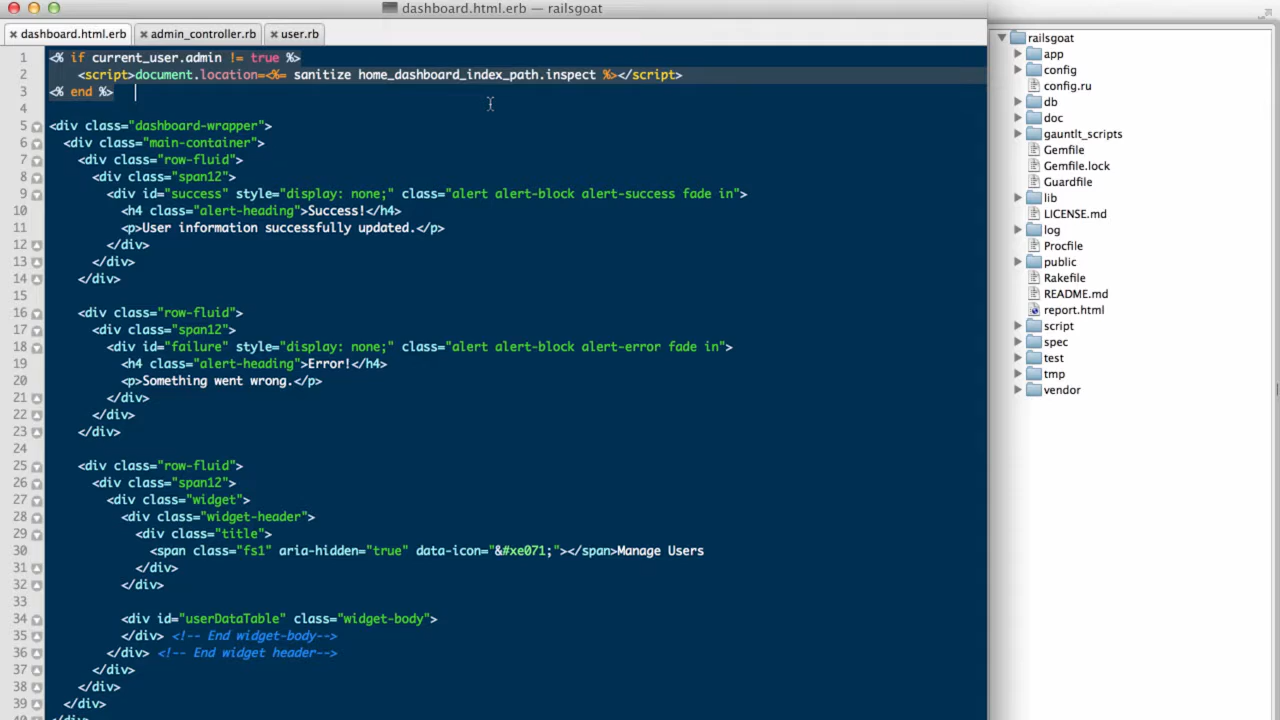 dashboard.html.erb — railsgoat
dashboard.html.erb
admin_controller.rb
user.rb
1 <% if current_user.admin != true %>
2 <script>document.location=<%= sanitize home_dashboard_index_path.inspect %></script>
3 <% end %>
4
5 <div class="dashboard-wrapper">
6 <div class="main-container">
7 <div class="row-fluid">
8 <div class="span12">
9 <div id="success" style="display: none;" class="alert alert-block alert-success fade in">
10 <h4 class="alert-heading">Success!</h4>
11 <p>User information successfully updated.</p>
12 </div>
13 </div>
14 </div>
15
16 <div class="row-fluid">
17 <div class="span12">
18 <div id="failure" style="display: none;" class="alert alert-block alert-error fade in">
19 <h4 class="alert-heading">Error!</h4>
20 <p>Something went wrong.</p>
21 </div>
22 </div>
23 </div>
24
25 <div class="row-fluid">
26 <div class="span12">
27 <div class="widget">
28 <div class="widget-header">
29 <div class="title">
30 <span class="fs1" aria-hidden="true" data-icon="&#xe071;"></span>Manage Users
31 </div>
32 </div>
33
34 <div id="userDataTable" class="widget-body">
35 </div> <!-- End widget-body-->
36 </div> <!-- End widget header-->
37 </div>
38 </div>
39 </div>
40 </div>
railsgoat
app
config
config.ru
db
doc
gauntlt_scripts
Gemfile
Gemfile.lock
Guardfile
lib
LICENSE.md
log
Procfile
public
Rakefile
README.md
report.html
script
spec
test
tmp
vendor